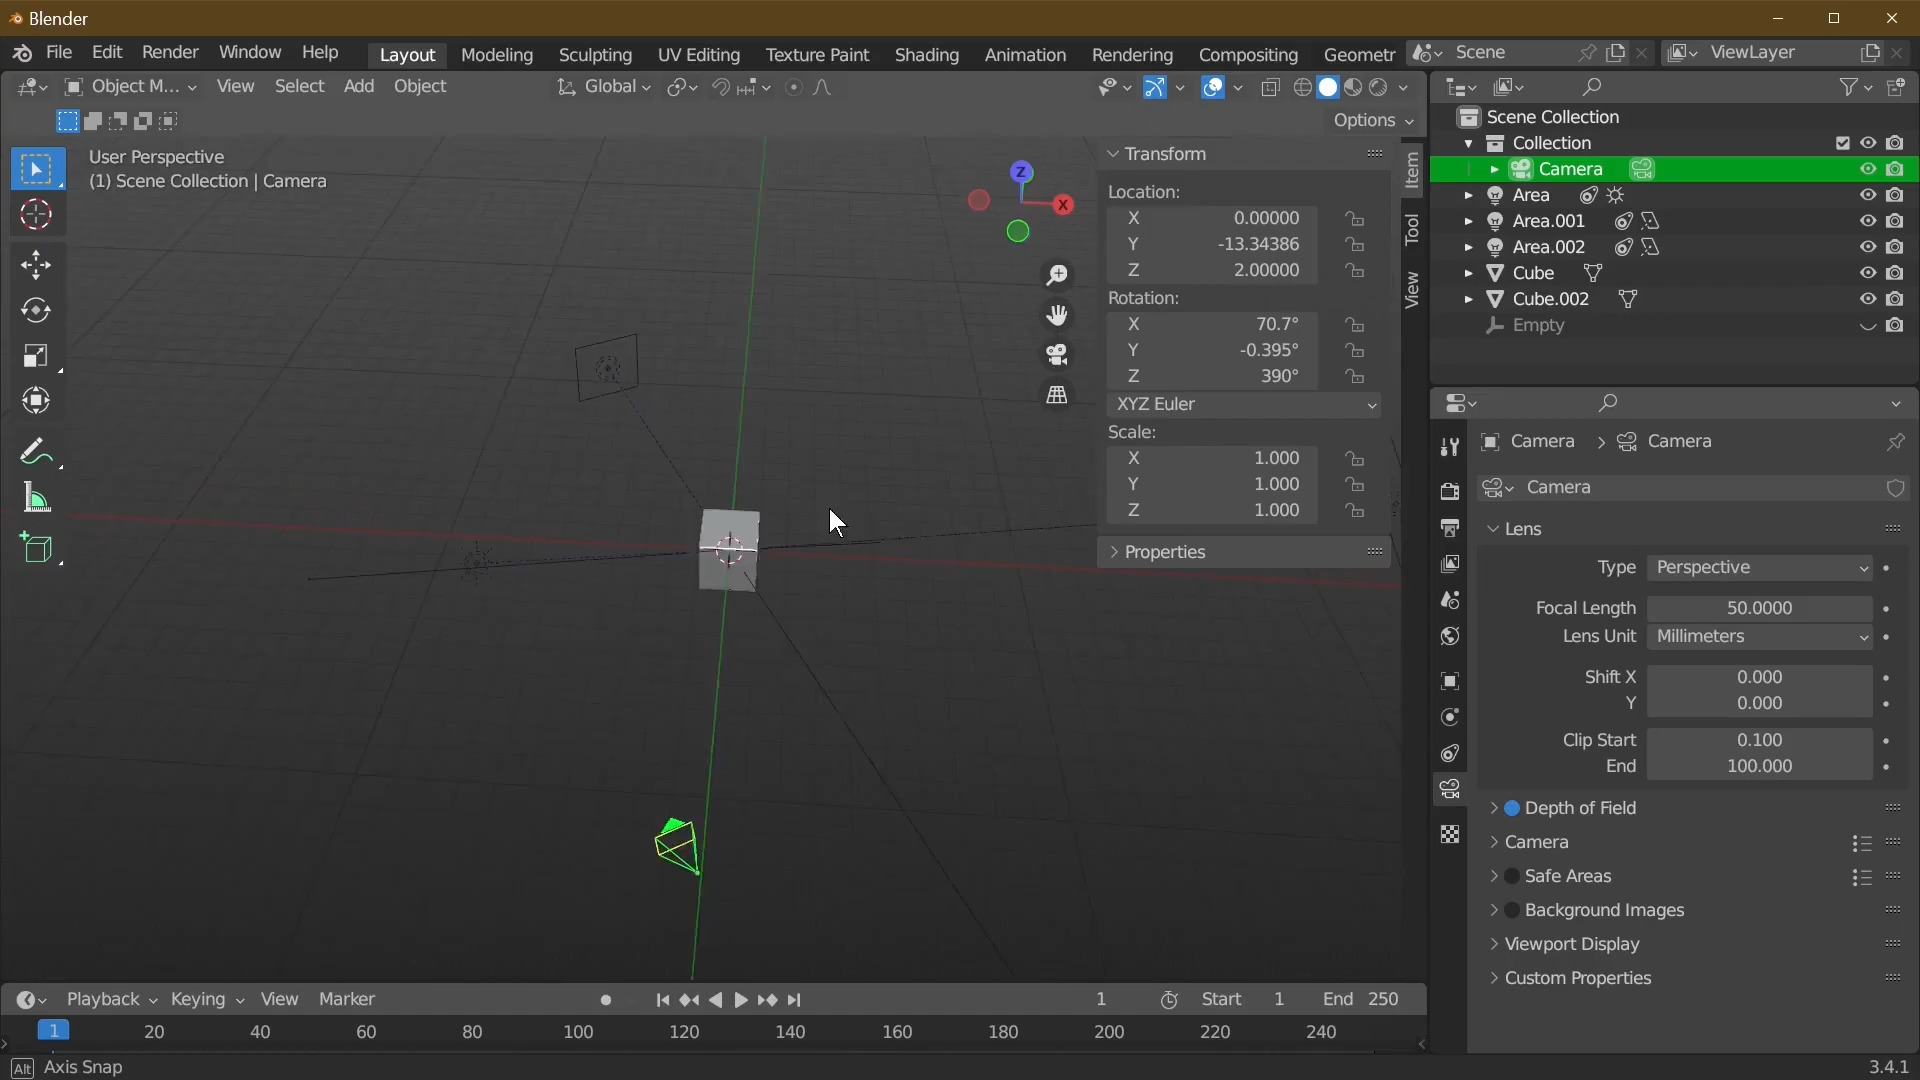 Blender
File Edit Render Window Help Layout Modeling Sculpting UV Editing Texture Paint Shading Animation Rendering Compositing Geometr Scene ViewLayer
Object M... View Select Add Object Global
Options
User Perspective
(1) Scene Collection | Camera
Z
X
Transform
Location:
X 0.00000
Y -13.34386
Z 2.00000
Rotation:
X 70.7°
Y -0.395°
Z 390°
XYZ Euler
Scale:
X 1.000
Y 1.000
Z 1.000
Properties
Item
Tool
View
Scene Collection
Collection
Camera
Area
Area.001
Area.002
Cube
Cube.002
Empty
Camera > Camera
Camera
Lens
Type Perspective
Focal Length 50.0000
Lens Unit Millimeters
Shift X 0.000
Y 0.000
Clip Start 0.100
End 100.000
Depth of Field
Camera
Safe Areas
Background Images
Viewport Display
Custom Properties
Playback Keying View Marker 1 Start 1 End 250
1 20 40 60 80 100 120 140 160 180 200 220 240
Alt Axis Snap
3.4.1